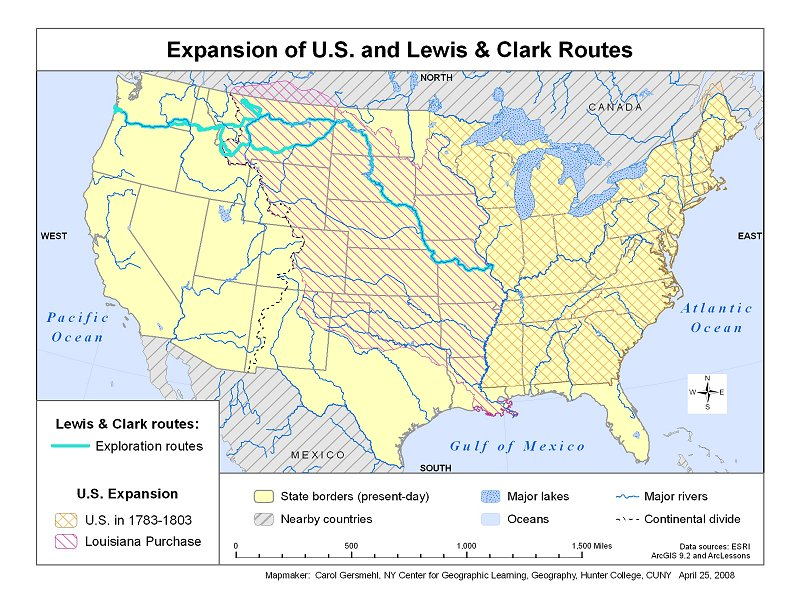 Expansion of U.S. and Lewis & Clark Routes
NORTH
CANADA
WEST
EAST
Pacific
Ocean
Atlantic
Ocean
N
W E
S
Lewis & Clark routes:
Exploration routes
Gulf of Mexico
MEXICO
SOUTH
U.S. Expansion
U.S. in 1783-1803
Louisiana Purchase
State borders (present-day)
Major lakes
Major rivers
Nearby countries
Oceans
Continental divide
0 500 1,000 1,500 Miles
Data sources: ESRI
ArcGIS 9.2 and ArcLessons
Mapmaker: Carol Gersmehl, NY Center for Geographic Learning, Geography, Hunter College, CUNY April 25, 2008